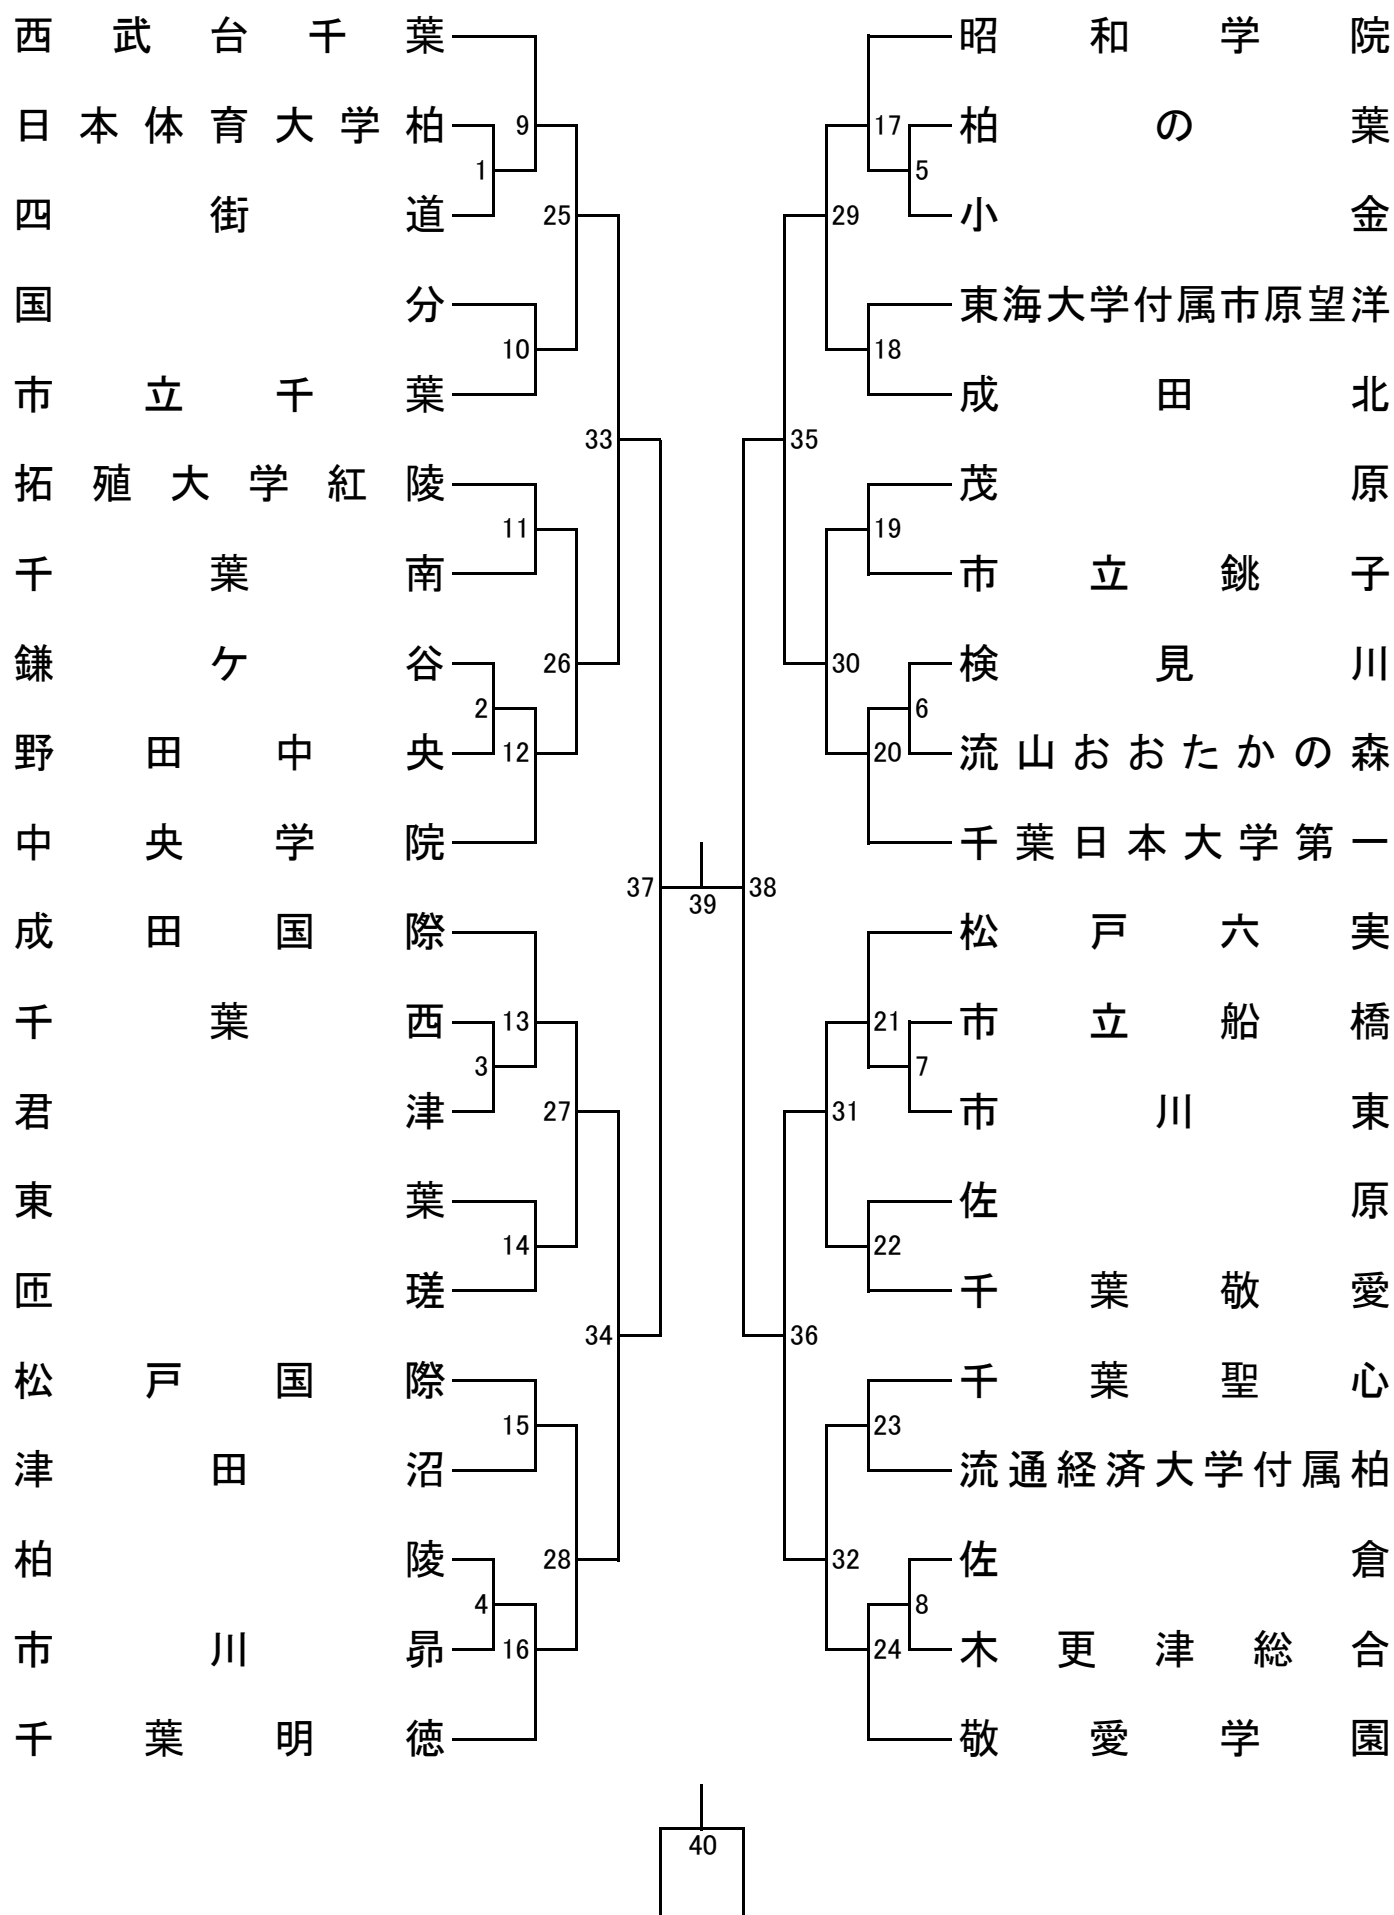 西武台千葉
日本体育大学柏
四街道
国分
市立千葉
拓殖大学紅陵
千葉南
鎌ケ谷
野田中央
中央学院
成田国際
千葉西
君津
東葉
匝瑳
松戸国際
津田沼
柏陵
市川昴
千葉明徳
1
2
3
4
9
10
11
12
13
14
15
16
25
26
27
28
33
34
37
39
38
35
36
29
30
31
32
17
18
19
20
21
22
23
24
5
6
7
8
昭和学院
柏の葉
小金
東海大学付属市原望洋
成田北
茂原
市立銚子
検見川
流山おおたかの森
千葉日本大学第一
松戸六実
市立船橋
市川東
佐原
千葉敬愛
千葉聖心
流通経済大学付属柏
佐倉
木更津総合
敬愛学園
40